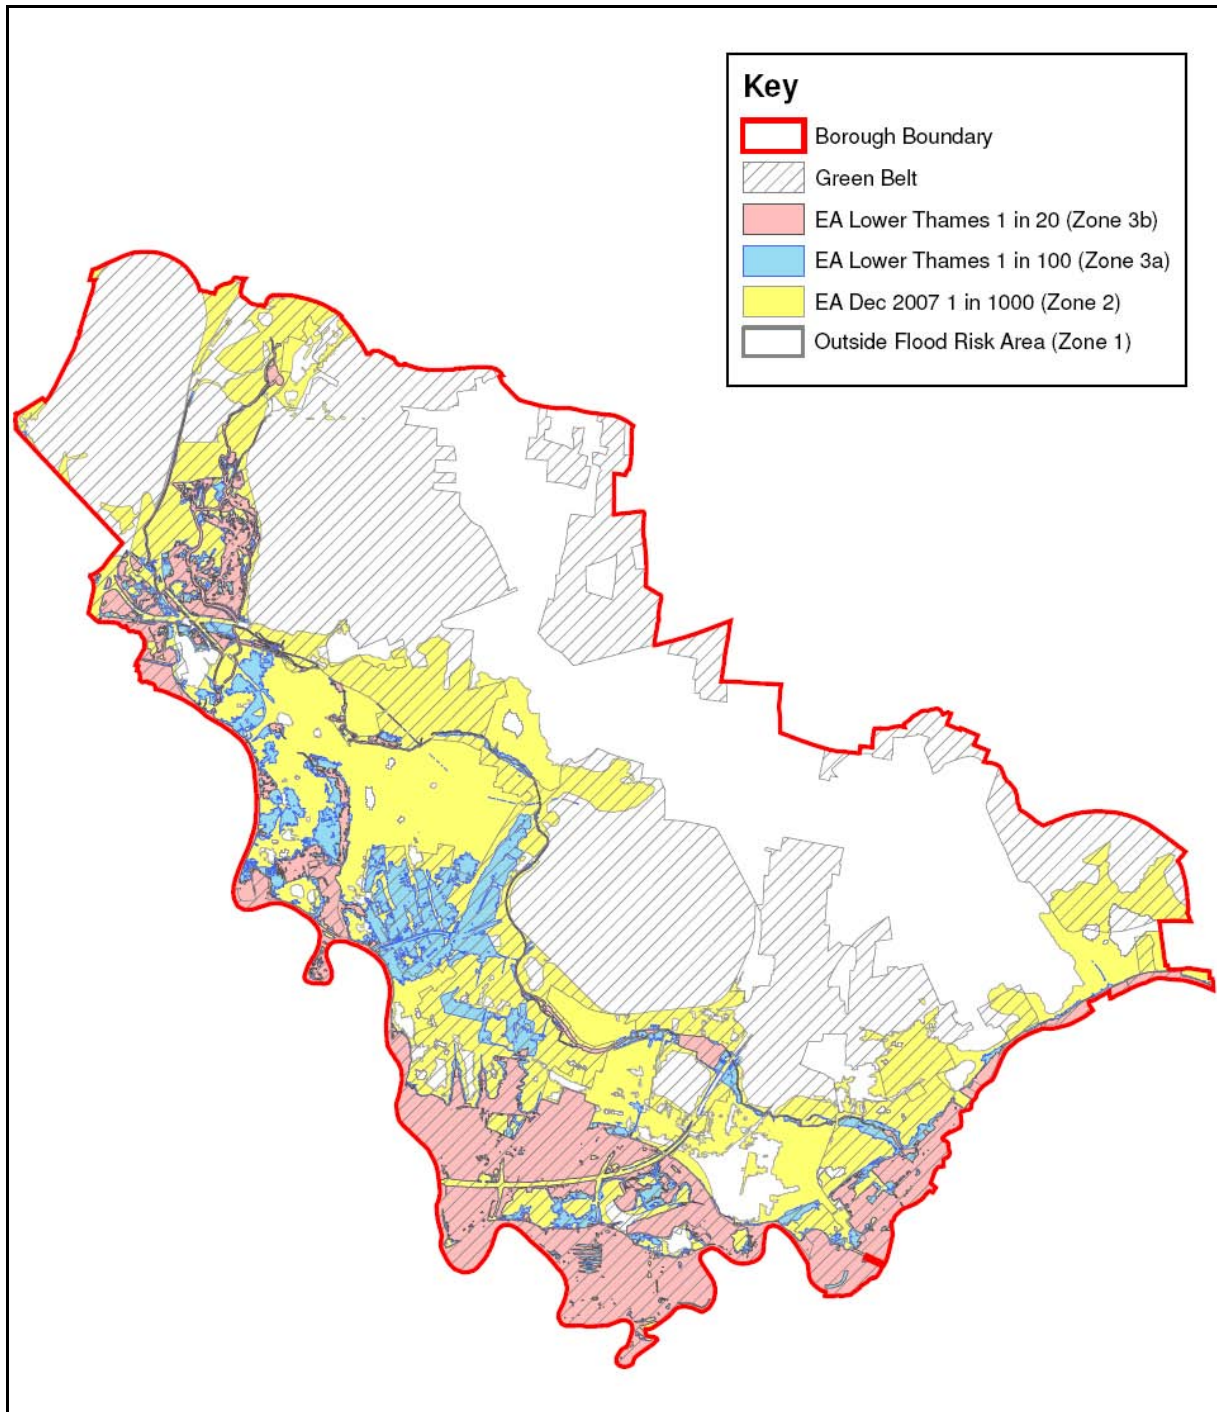 Key
Borough Boundary
Green Belt
EA Lower Thames 1 in 20 (Zone 3b)
EA Lower Thames 1 in 100 (Zone 3a)
EA Dec 2007 1 in 1000 (Zone 2)
Outside Flood Risk Area (Zone 1)